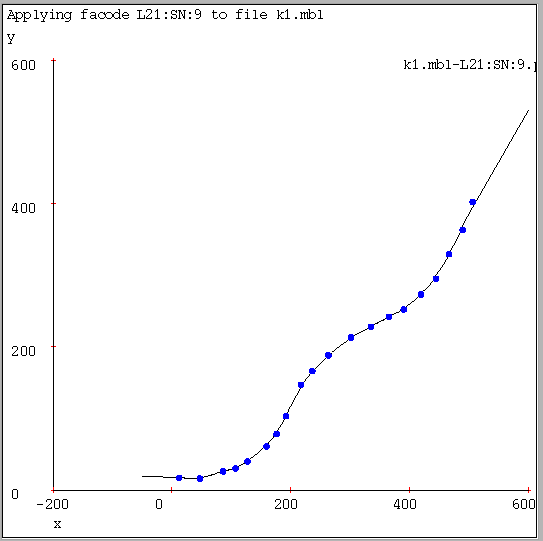 Applying facode L21:SN:9 to file k1.mbl
y
600
k1.mbl-L21:SN:9.p
400
200
0
-200 0 200 400 600
x